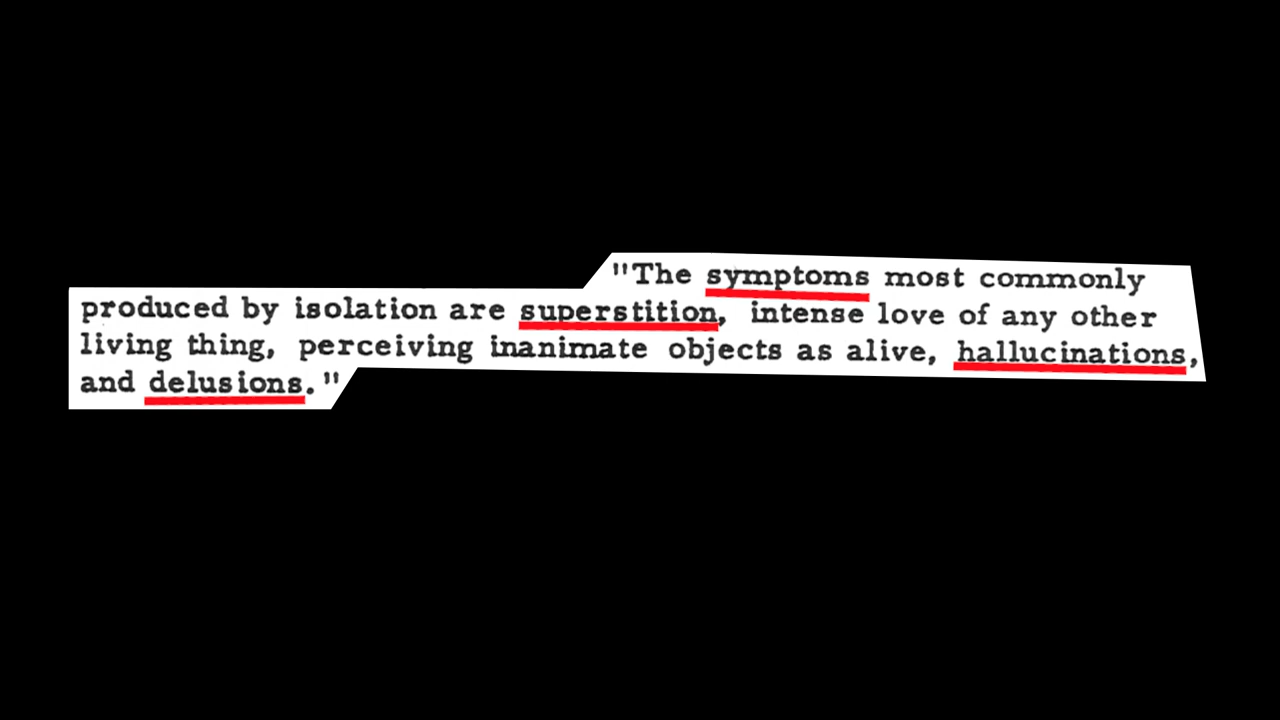 "The symptoms most commonly
produced by isolation are superstition, intense love of any other
living thing, perceiving inanimate objects as alive, hallucinations,
and delusions."